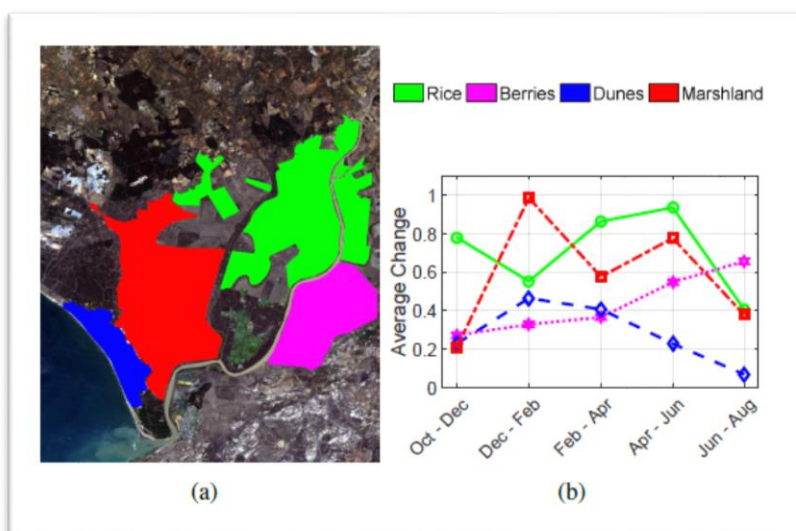 Rice Berries Dunes Marshland
Average Change
1
0.8
0.6
0.4
0.2
0
Oct - Dec
Dec - Feb
Feb - Apr
Apr - Jun
Jun - Aug
(a)
(b)